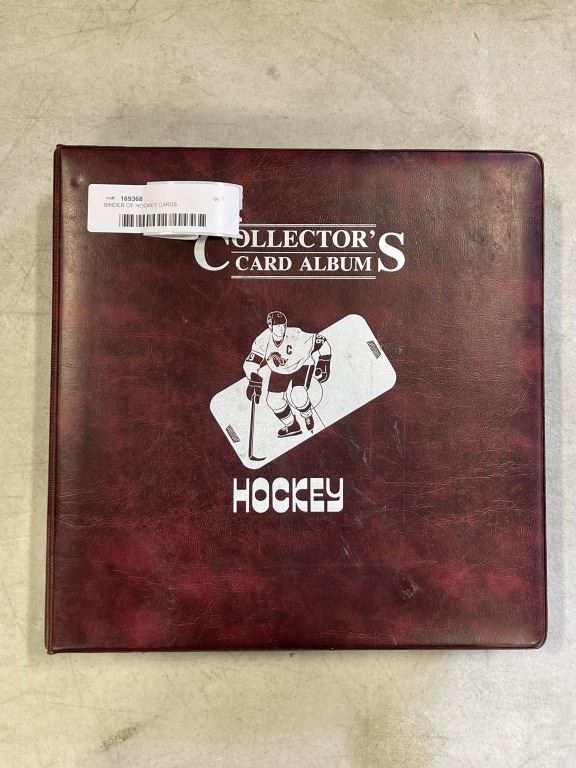 169368
BINDER OF HOCKEY CARDS
COLLECTOR'S
CARD ALBUM
C
HOCKEY